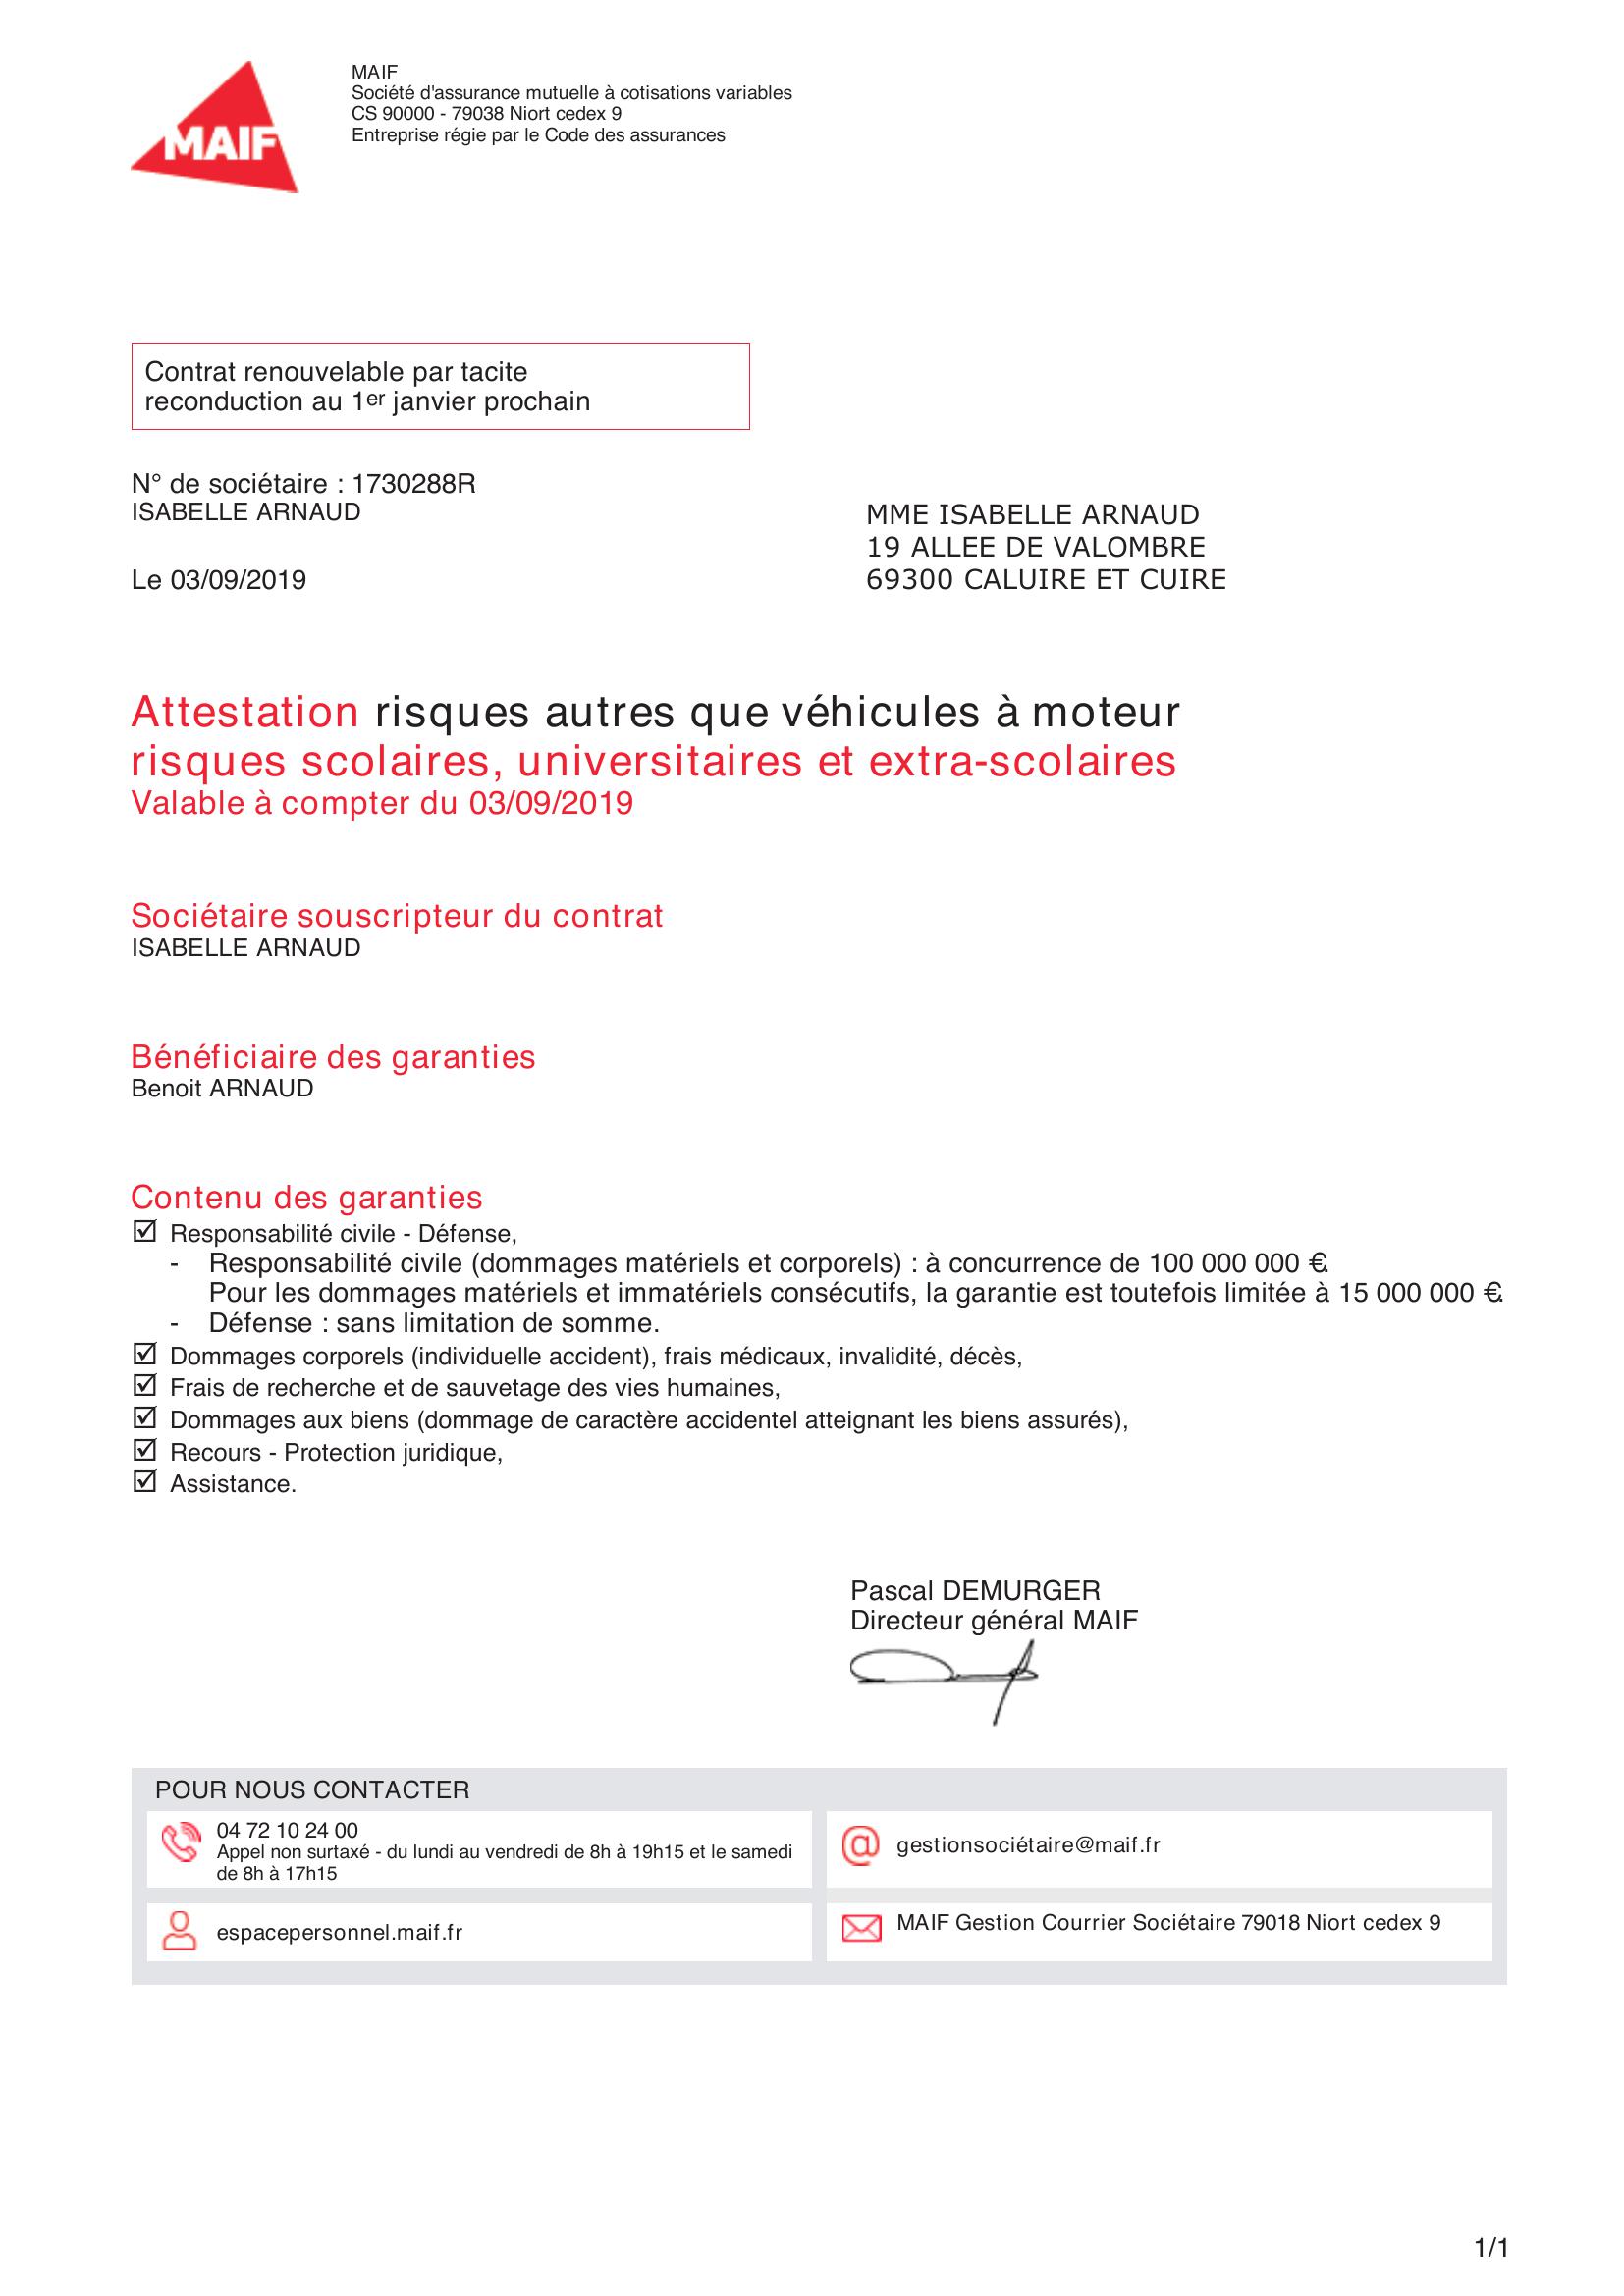 MAIF
MAIF
Société d'assurance mutuelle à cotisations variables
CS 90000 - 79038 Niort cedex 9
Entreprise régie par le Code des assurances
Contrat renouvelable par tacite
reconduction au 1er janvier prochain
N° de sociétaire : 1730288R
ISABELLE ARNAUD
Le 03/09/2019
MME ISABELLE ARNAUD
19 ALLEE DE VALOMBRE
69300 CALUIRE ET CUIRE
Attestation risques autres que véhicules à moteur
risques scolaires, universitaires et extra-scolaires
Valable à compter du 03/09/2019
Sociétaire souscripteur du contrat
ISABELLE ARNAUD
Bénéficiaire des garanties
Benoit ARNAUD
Contenu des garanties
☑ Responsabilité civile - Défense,
- Responsabilité civile (dommages matériels et corporels) : à concurrence de 100 000 000 €.
Pour les dommages matériels et immatériels consécutifs, la garantie est toutefois limitée à 15 000 000 €.
- Défense : sans limitation de somme.
☑ Dommages corporels (individuelle accident), frais médicaux, invalidité, décès,
☑ Frais de recherche et de sauvetage des vies humaines,
☑ Dommages aux biens (dommage de caractère accidentel atteignant les biens assurés),
☑ Recours - Protection juridique,
☑ Assistance.
Pascal DEMURGER
Directeur général MAIF
POUR NOUS CONTACTER
04 72 10 24 00
Appel non surtaxé - du lundi au vendredi de 8h à 19h15 et le samedi
de 8h à 17h15
gestionsociétaire@maif.fr
espacepersonnel.maif.fr
MAIF Gestion Courrier Sociétaire 79018 Niort cedex 9
1/1